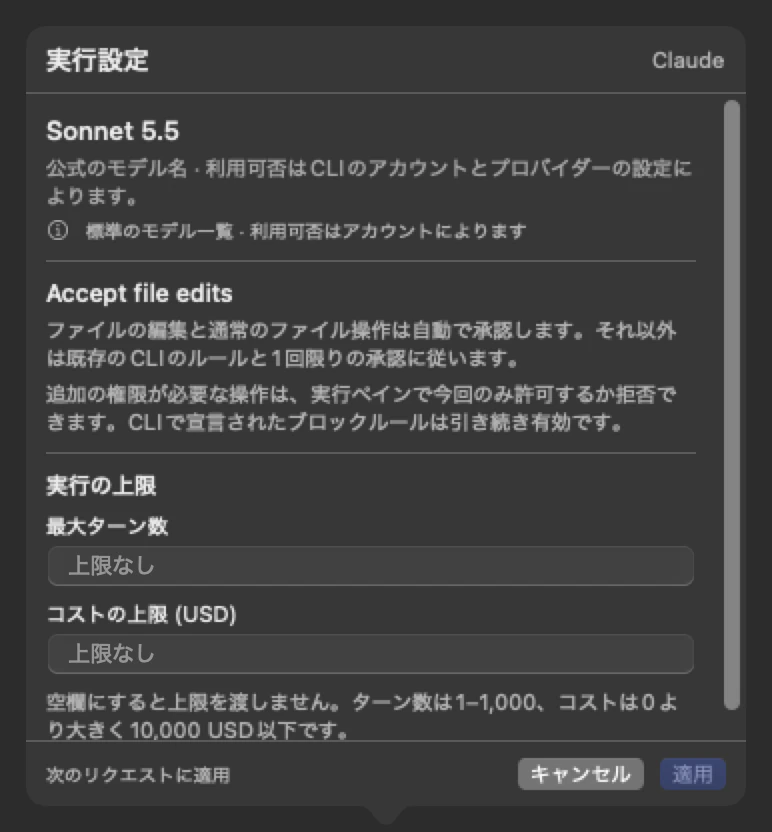 実行設定
Claude
Sonnet 5.5
公式のモデル名 · 利用可否はCLIのアカウントとプロバイダーの設定に
よります。
標準のモデル一覧 · 利用可否はアカウントによります
Accept file edits
ファイルの編集と通常のファイル操作は自動で承認します。それ以外
は既存のCLIのルールと1回限りの承認に従います。
追加の権限が必要な操作は、実行ペインで今回のみ許可するか拒否で
きます。CLIで宣言されたブロックルールは引き続き有効です。
実行の上限
最大ターン数
上限なし
コストの上限 (USD)
上限なし
空欄にすると上限を渡しません。ターン数は1–1,000、コストは0よ
り大きく10,000 USD以下です。
次のリクエストに適用
キャンセル
適用